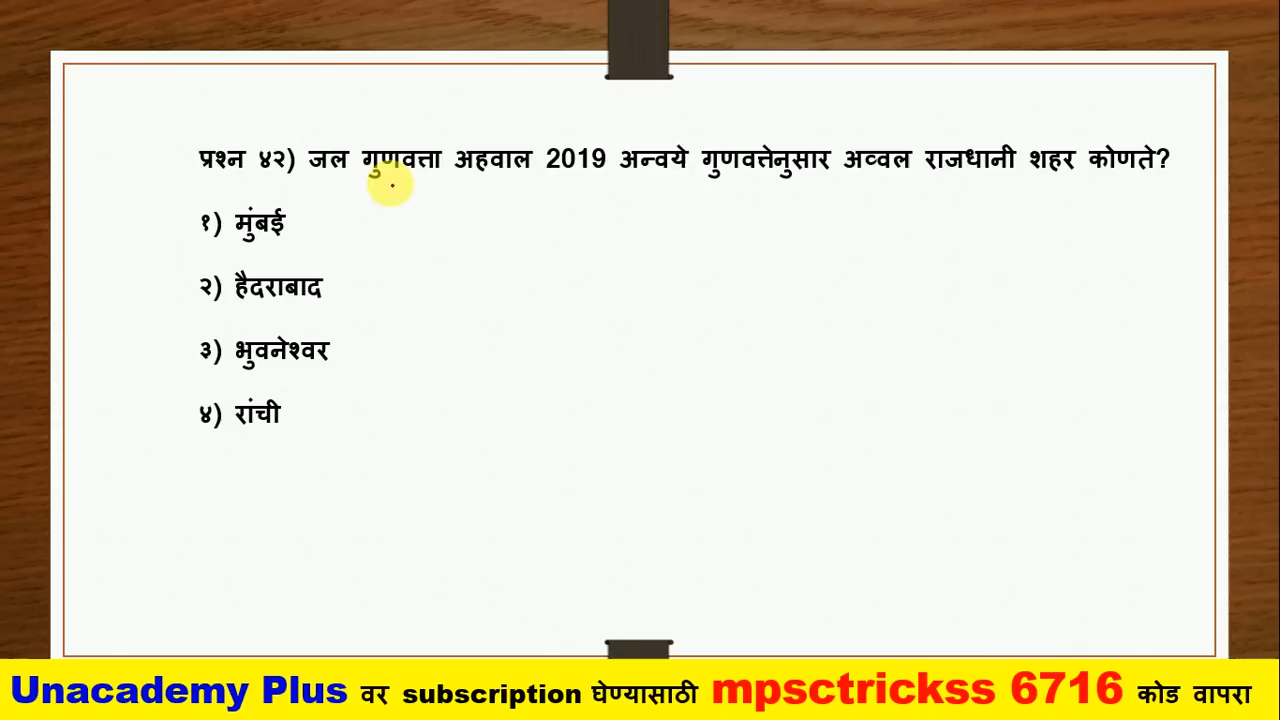 प्रश्न ४२) जल गुणवत्ता अहवाल 2019 अन्वये गुणवत्तेनुसार अव्वल राजधानी शहर कोणते?
१) मुंबई
२) हैदराबाद
३) भुवनेश्वर
४) रांची
Unacademy Plus वर subscription घेण्यासाठी mpsctrickss 6716 कोड वापरा